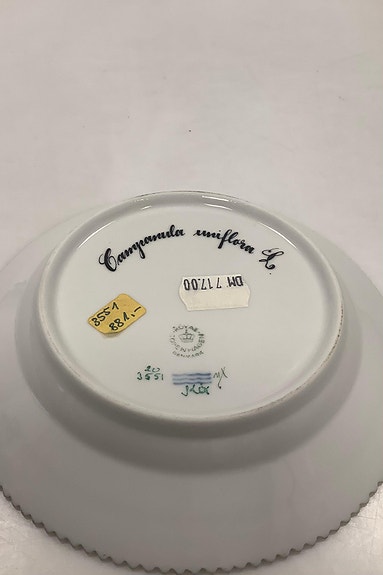 Campanula uniflora L.
DM 717.00
3551
881,-
ROYAL
COPENHAGEN
DENMARK
20
3551